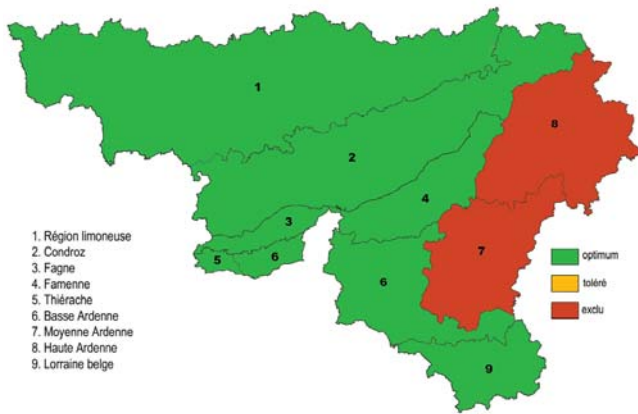 1
8
2
4
3
5
6
6
7
9
1. Région limoneuse
2. Condroz
3. Fagne
4. Famenne
5. Thiérache
6. Basse Ardenne
7. Moyenne Ardenne
8. Haute Ardenne
9. Lorraine belge
optimum
toléré
exclu